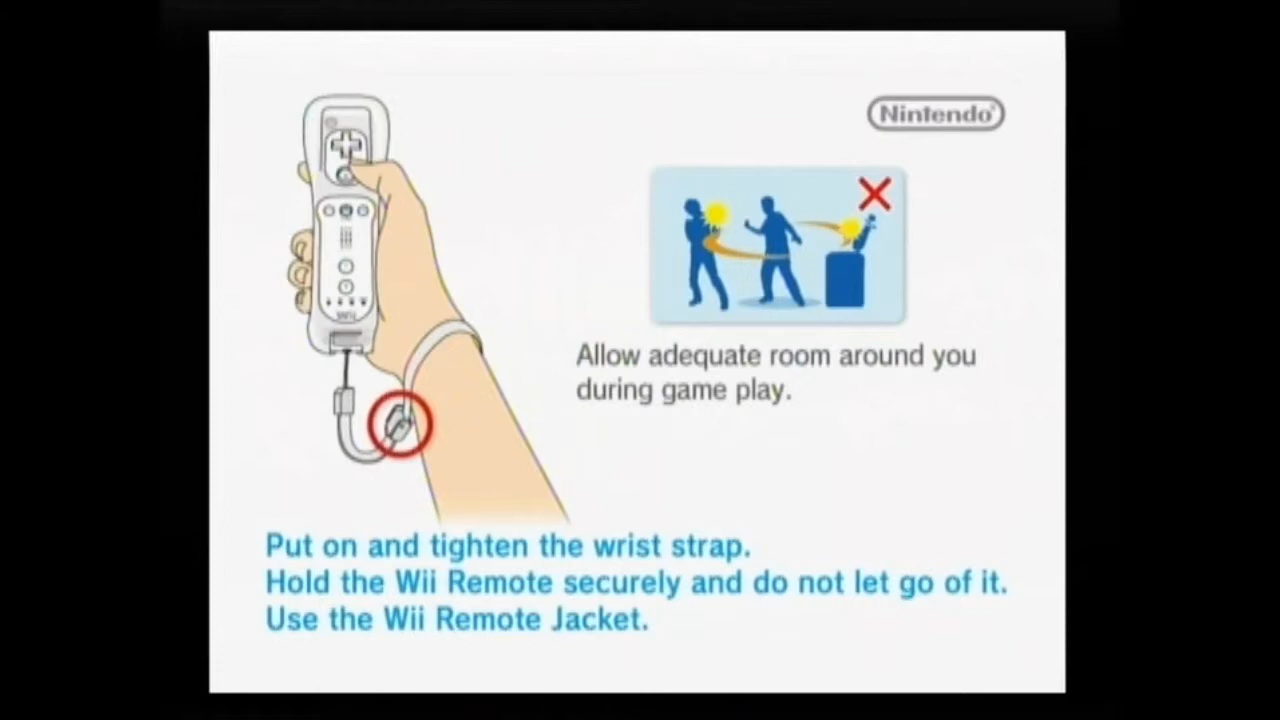 Nintendo
Allow adequate room around you
during game play.
Wii
Put on and tighten the wrist strap.
Hold the Wii Remote securely and do not let go of it.
Use the Wii Remote Jacket.